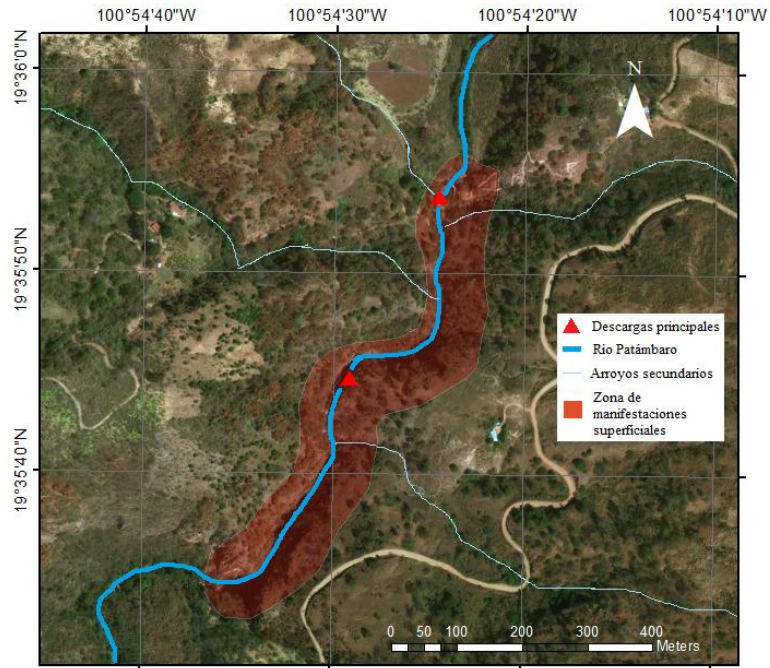 100°54'40"W 100°54'30"W 100°54'20"W 100°54'10"W
19°36'0"N
N
19°35'50"N
Descargas principales
Rio Patámbaro
Arroyos secundarios
Zona de
manifestaciones
superficiales
19°35'40"N
0 50 100 200 300 400
Meters